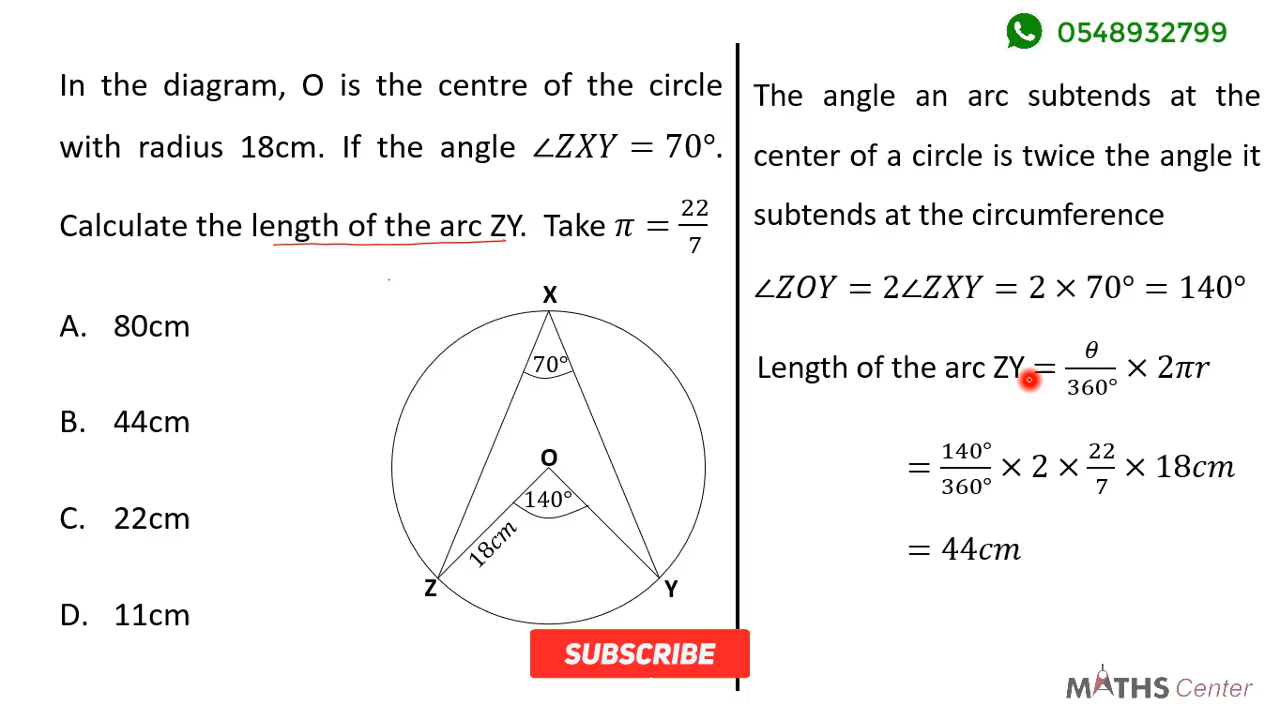 0548932799
In the diagram, O is the centre of the circle
with radius 18cm. If the angle ∠ZXY = 70°.
Calculate the length of the arc ZY. Take π = 22/7
A. 80cm
B. 44cm
C. 22cm
D. 11cm
X
70°
O
140°
18cm
Z
Y
SUBSCRIBE
The angle an arc subtends at the
center of a circle is twice the angle it
subtends at the circumference
∠ZOY = 2∠ZXY = 2 × 70° = 140°
Length of the arc ZY = θ/360° × 2πr
= 140°/360° × 2 × 22/7 × 18cm
= 44cm
MATHS Center